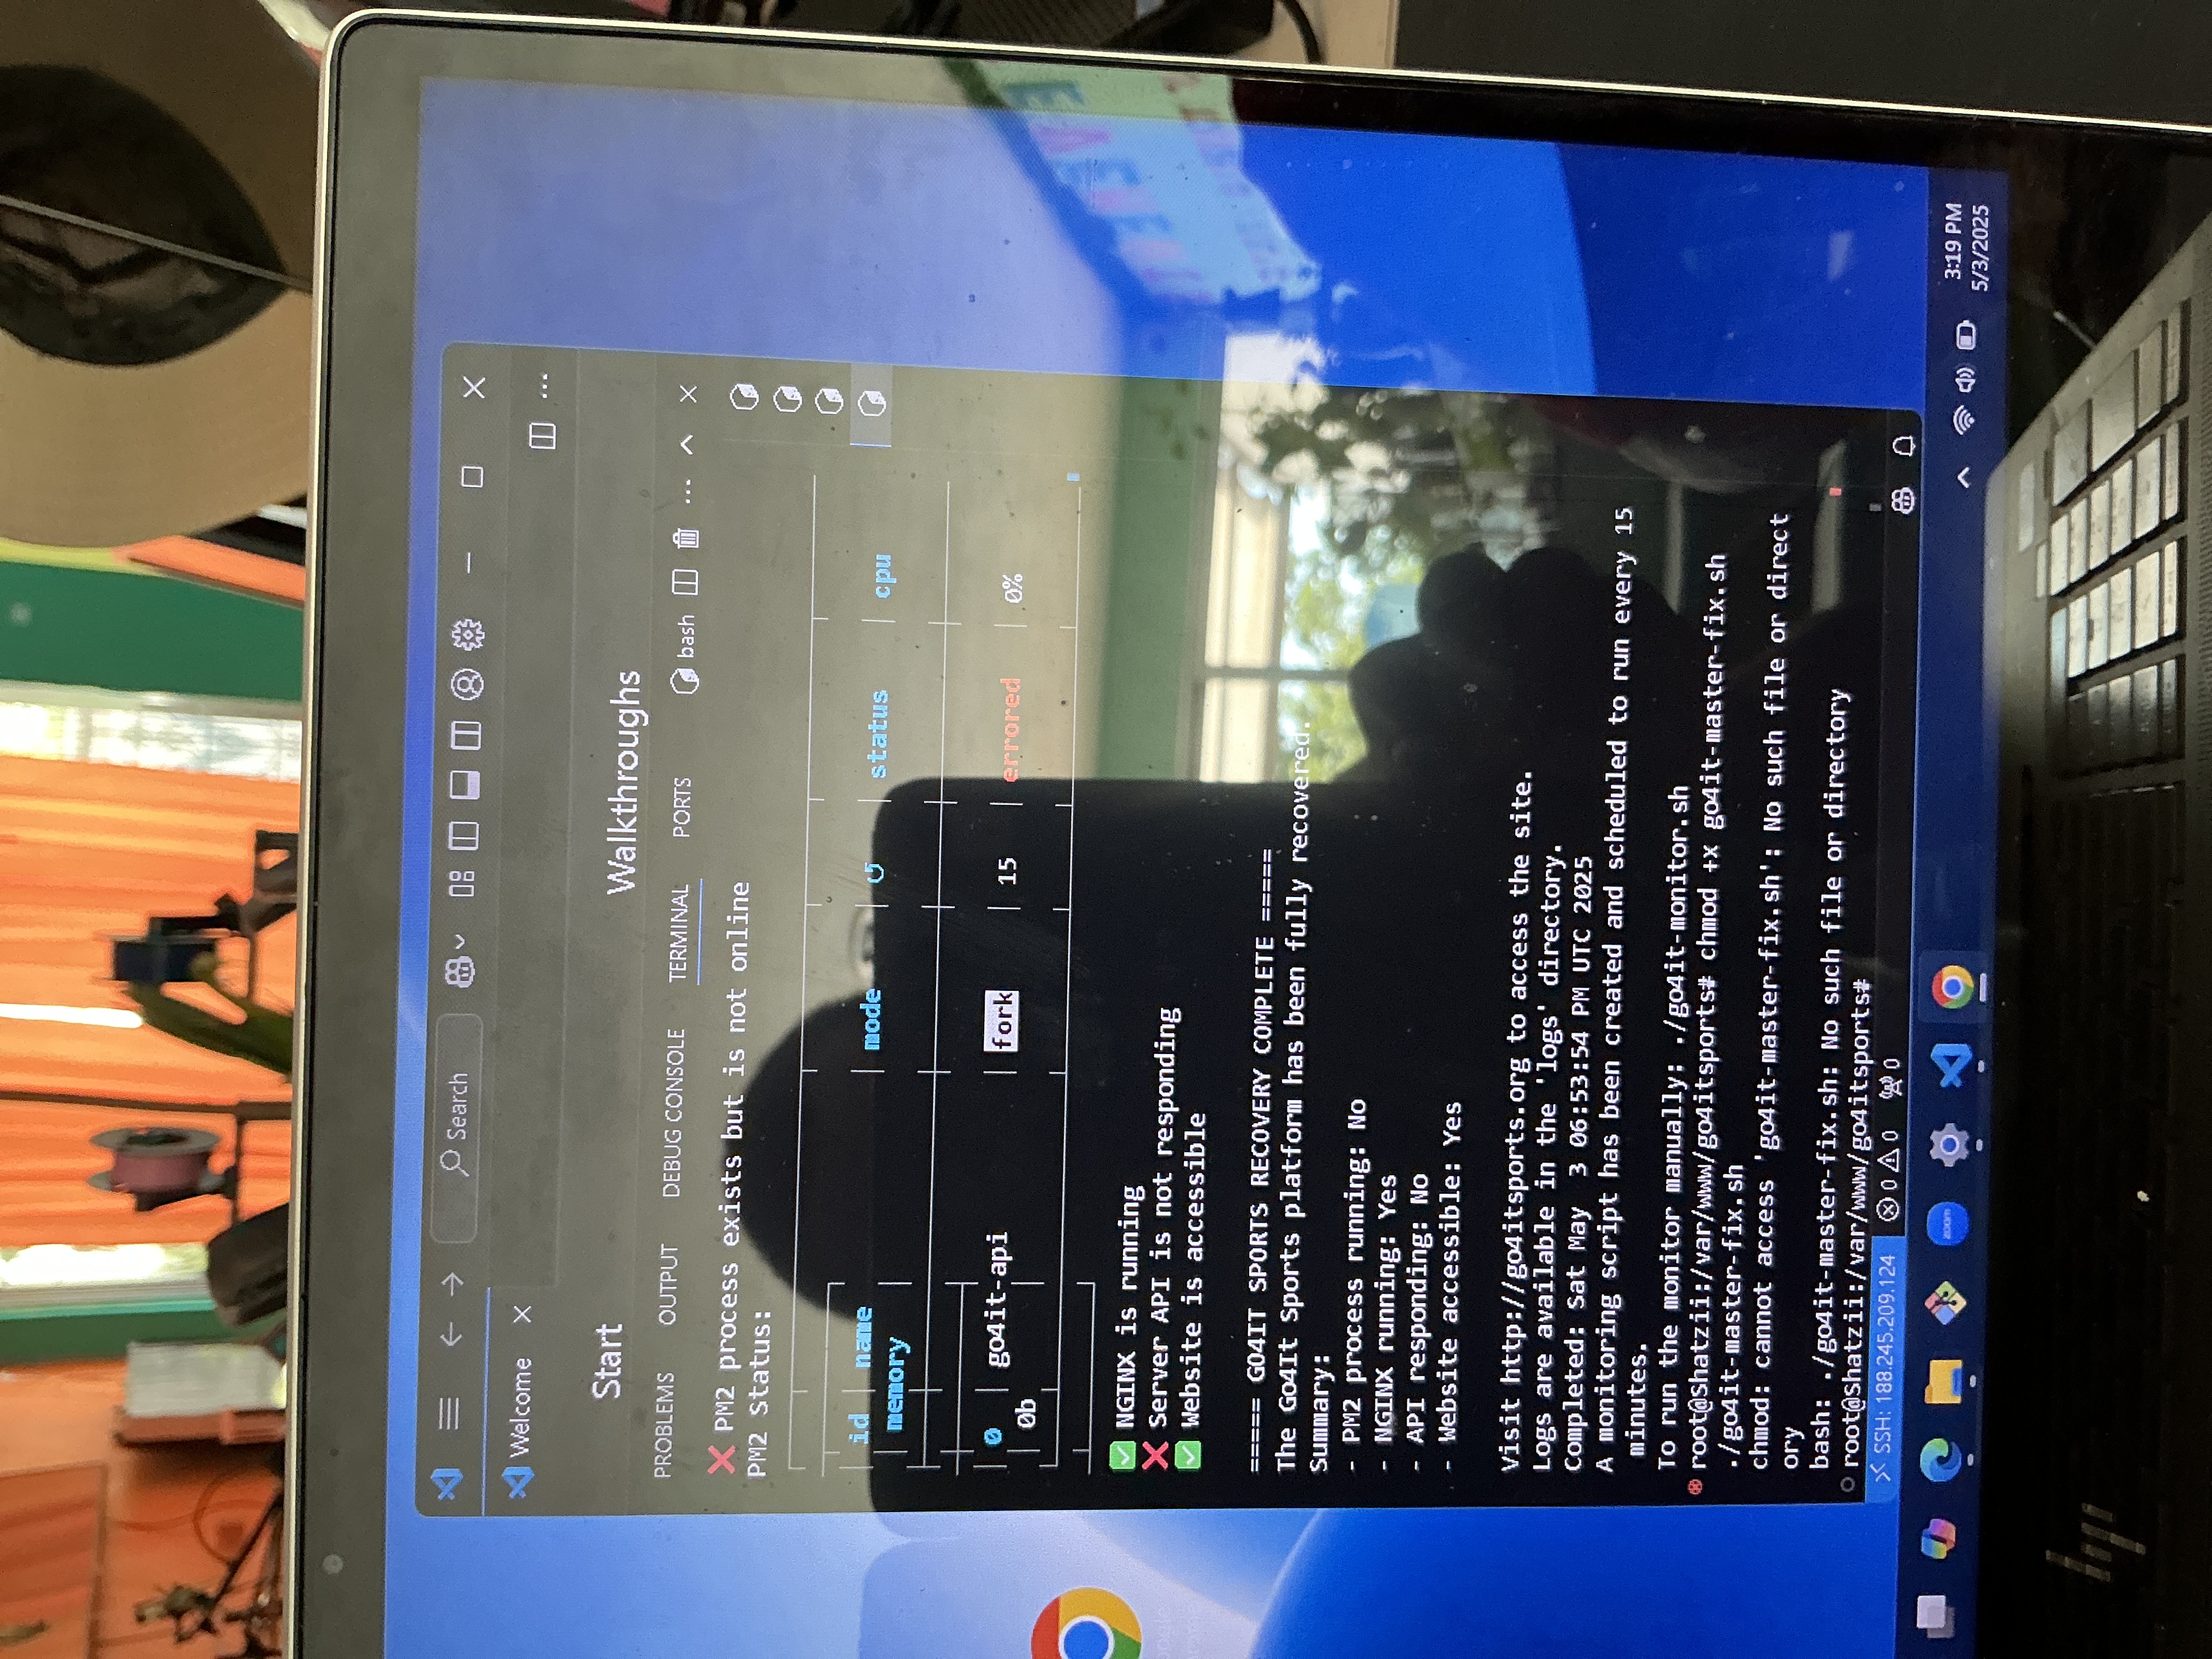 Search
Welcome
Start
Walkthroughs
PROBLEMS OUTPUT DEBUG CONSOLE TERMINAL PORTS bash
❌ PM2 process exists but is not online
PM2 Status:
id | name | mode | ↺ | status | cpu
memory
0 | go4it-api | fork | 15 | errored | 0%
0b
✅ NGINX is running
❌ Server API is not responding
✅ Website is accessible
===== GO4IT SPORTS RECOVERY COMPLETE =====
The Go4It Sports platform has been fully recovered.
Summary:
- PM2 process running: No
- NGINX running: Yes
- API responding: No
- Website accessible: Yes
Visit http://go4itsports.org to access the site.
Logs are available in the 'logs' directory.
Completed: Sat May  3 06:53:54 PM UTC 2025
A monitoring script has been created and scheduled to run every 15
minutes.
To run the monitor manually: ./go4it-monitor.sh
root@Shatzii:/var/www/go4itsports# chmod +x go4it-master-fix.sh
./go4it-master-fix.sh
chmod: cannot access 'go4it-master-fix.sh': No such file or direct
ory
bash: ./go4it-master-fix.sh: No such file or directory
root@Shatzii:/var/www/go4itsports#
SSH: 188.245.209.124 0 0 0
zoom
3:19 PM
5/3/2025
hp